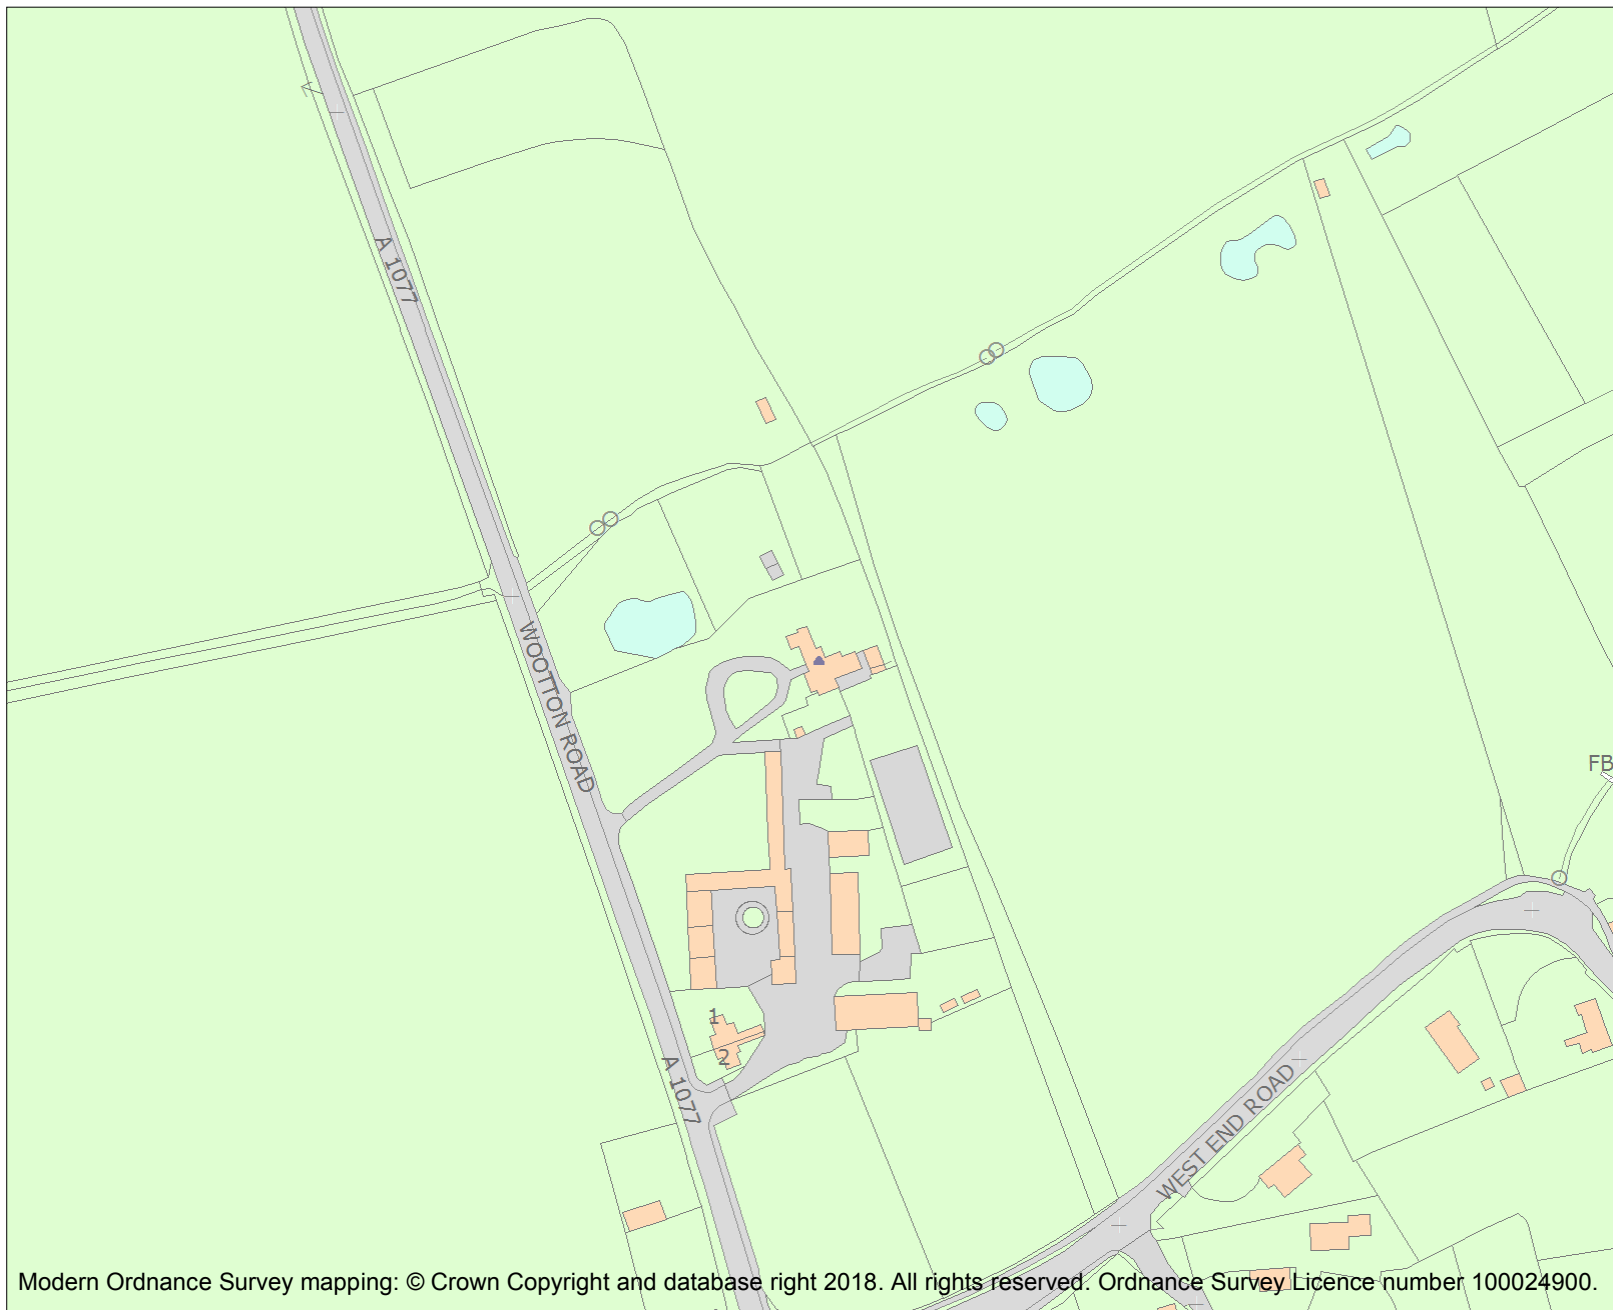 A 1077
WOOTTON ROAD
FB
1
2
A 1077
WEST END ROAD
Modern Ordnance Survey mapping: © Crown Copyright and database right 2018. All rights reserved. Ordnance Survey Licence number 100024900.